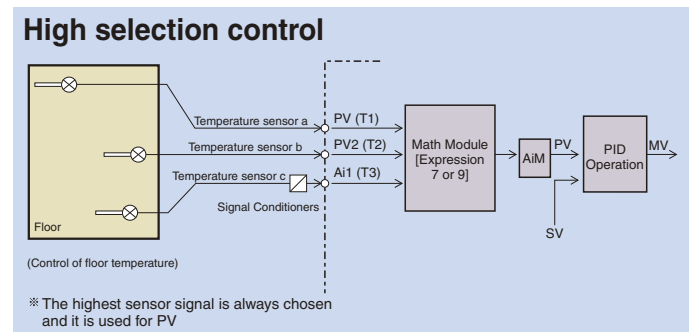 High selection control
Temperature sensor a
PV (T1)
Temperature sensor b
PV2 (T2)
Temperature sensor c
Ai1 (T3)
Signal Conditioners
Math Module
[Expression
7 or 9]
AiM
PV
PID
Operation
MV
SV
Floor
(Control of floor temperature)
※ The highest sensor signal is always chosen
and it is used for PV